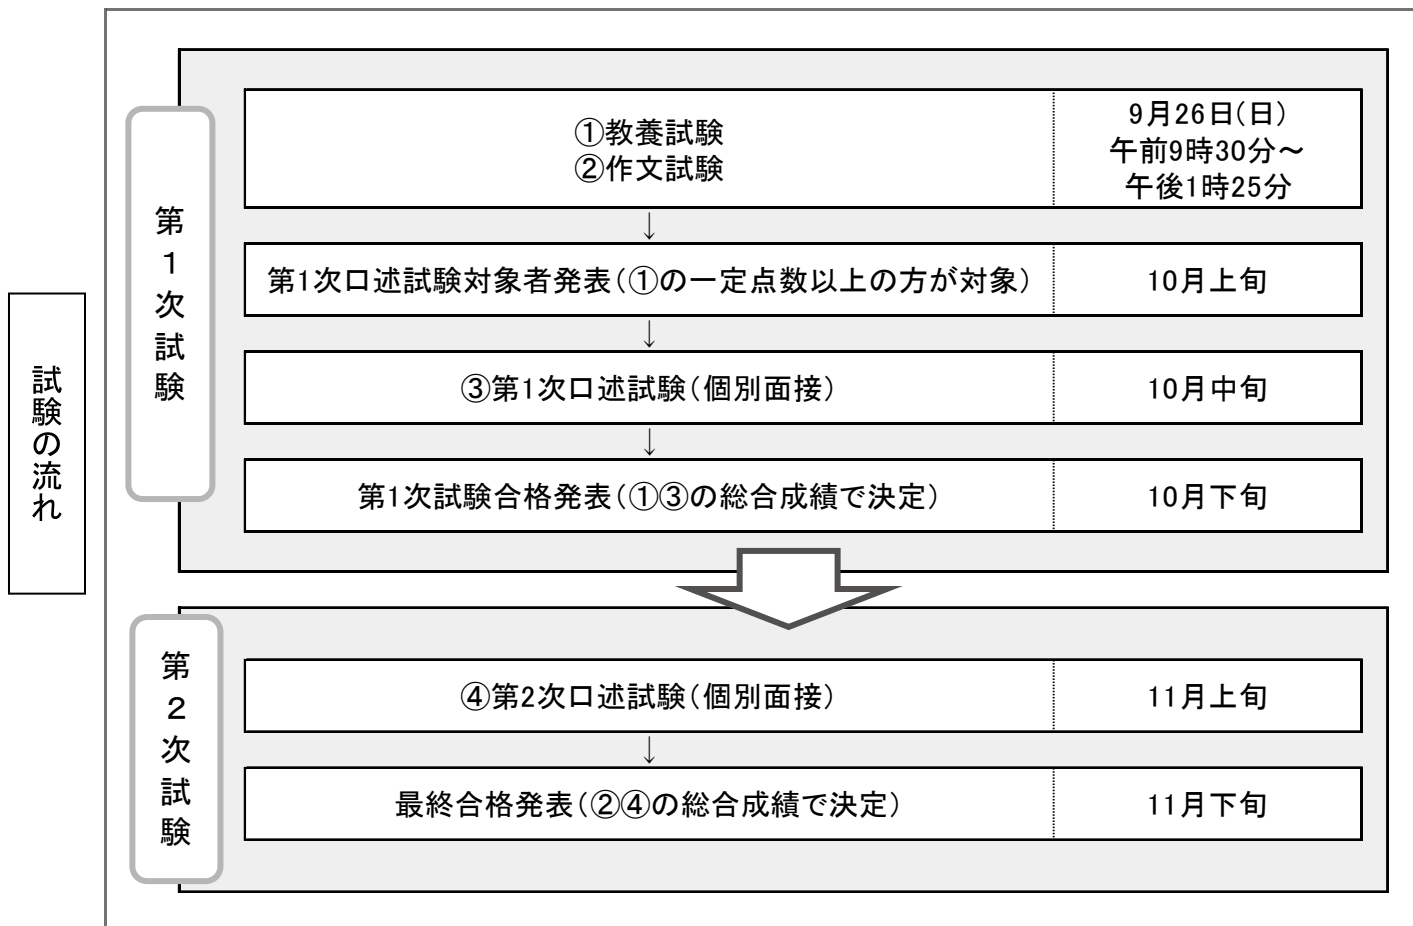 試験の流れ
第1次試験
①教養試験
②作文試験
9月26日(日)
午前9時30分～
午後1時25分
↓
第1次口述試験対象者発表(①の一定点数以上の方が対象)
10月上旬
↓
③第1次口述試験(個別面接)
10月中旬
↓
第1次試験合格発表(①③の総合成績で決定)
10月下旬
第2次試験
④第2次口述試験(個別面接)
11月上旬
↓
最終合格発表(②④の総合成績で決定)
11月下旬